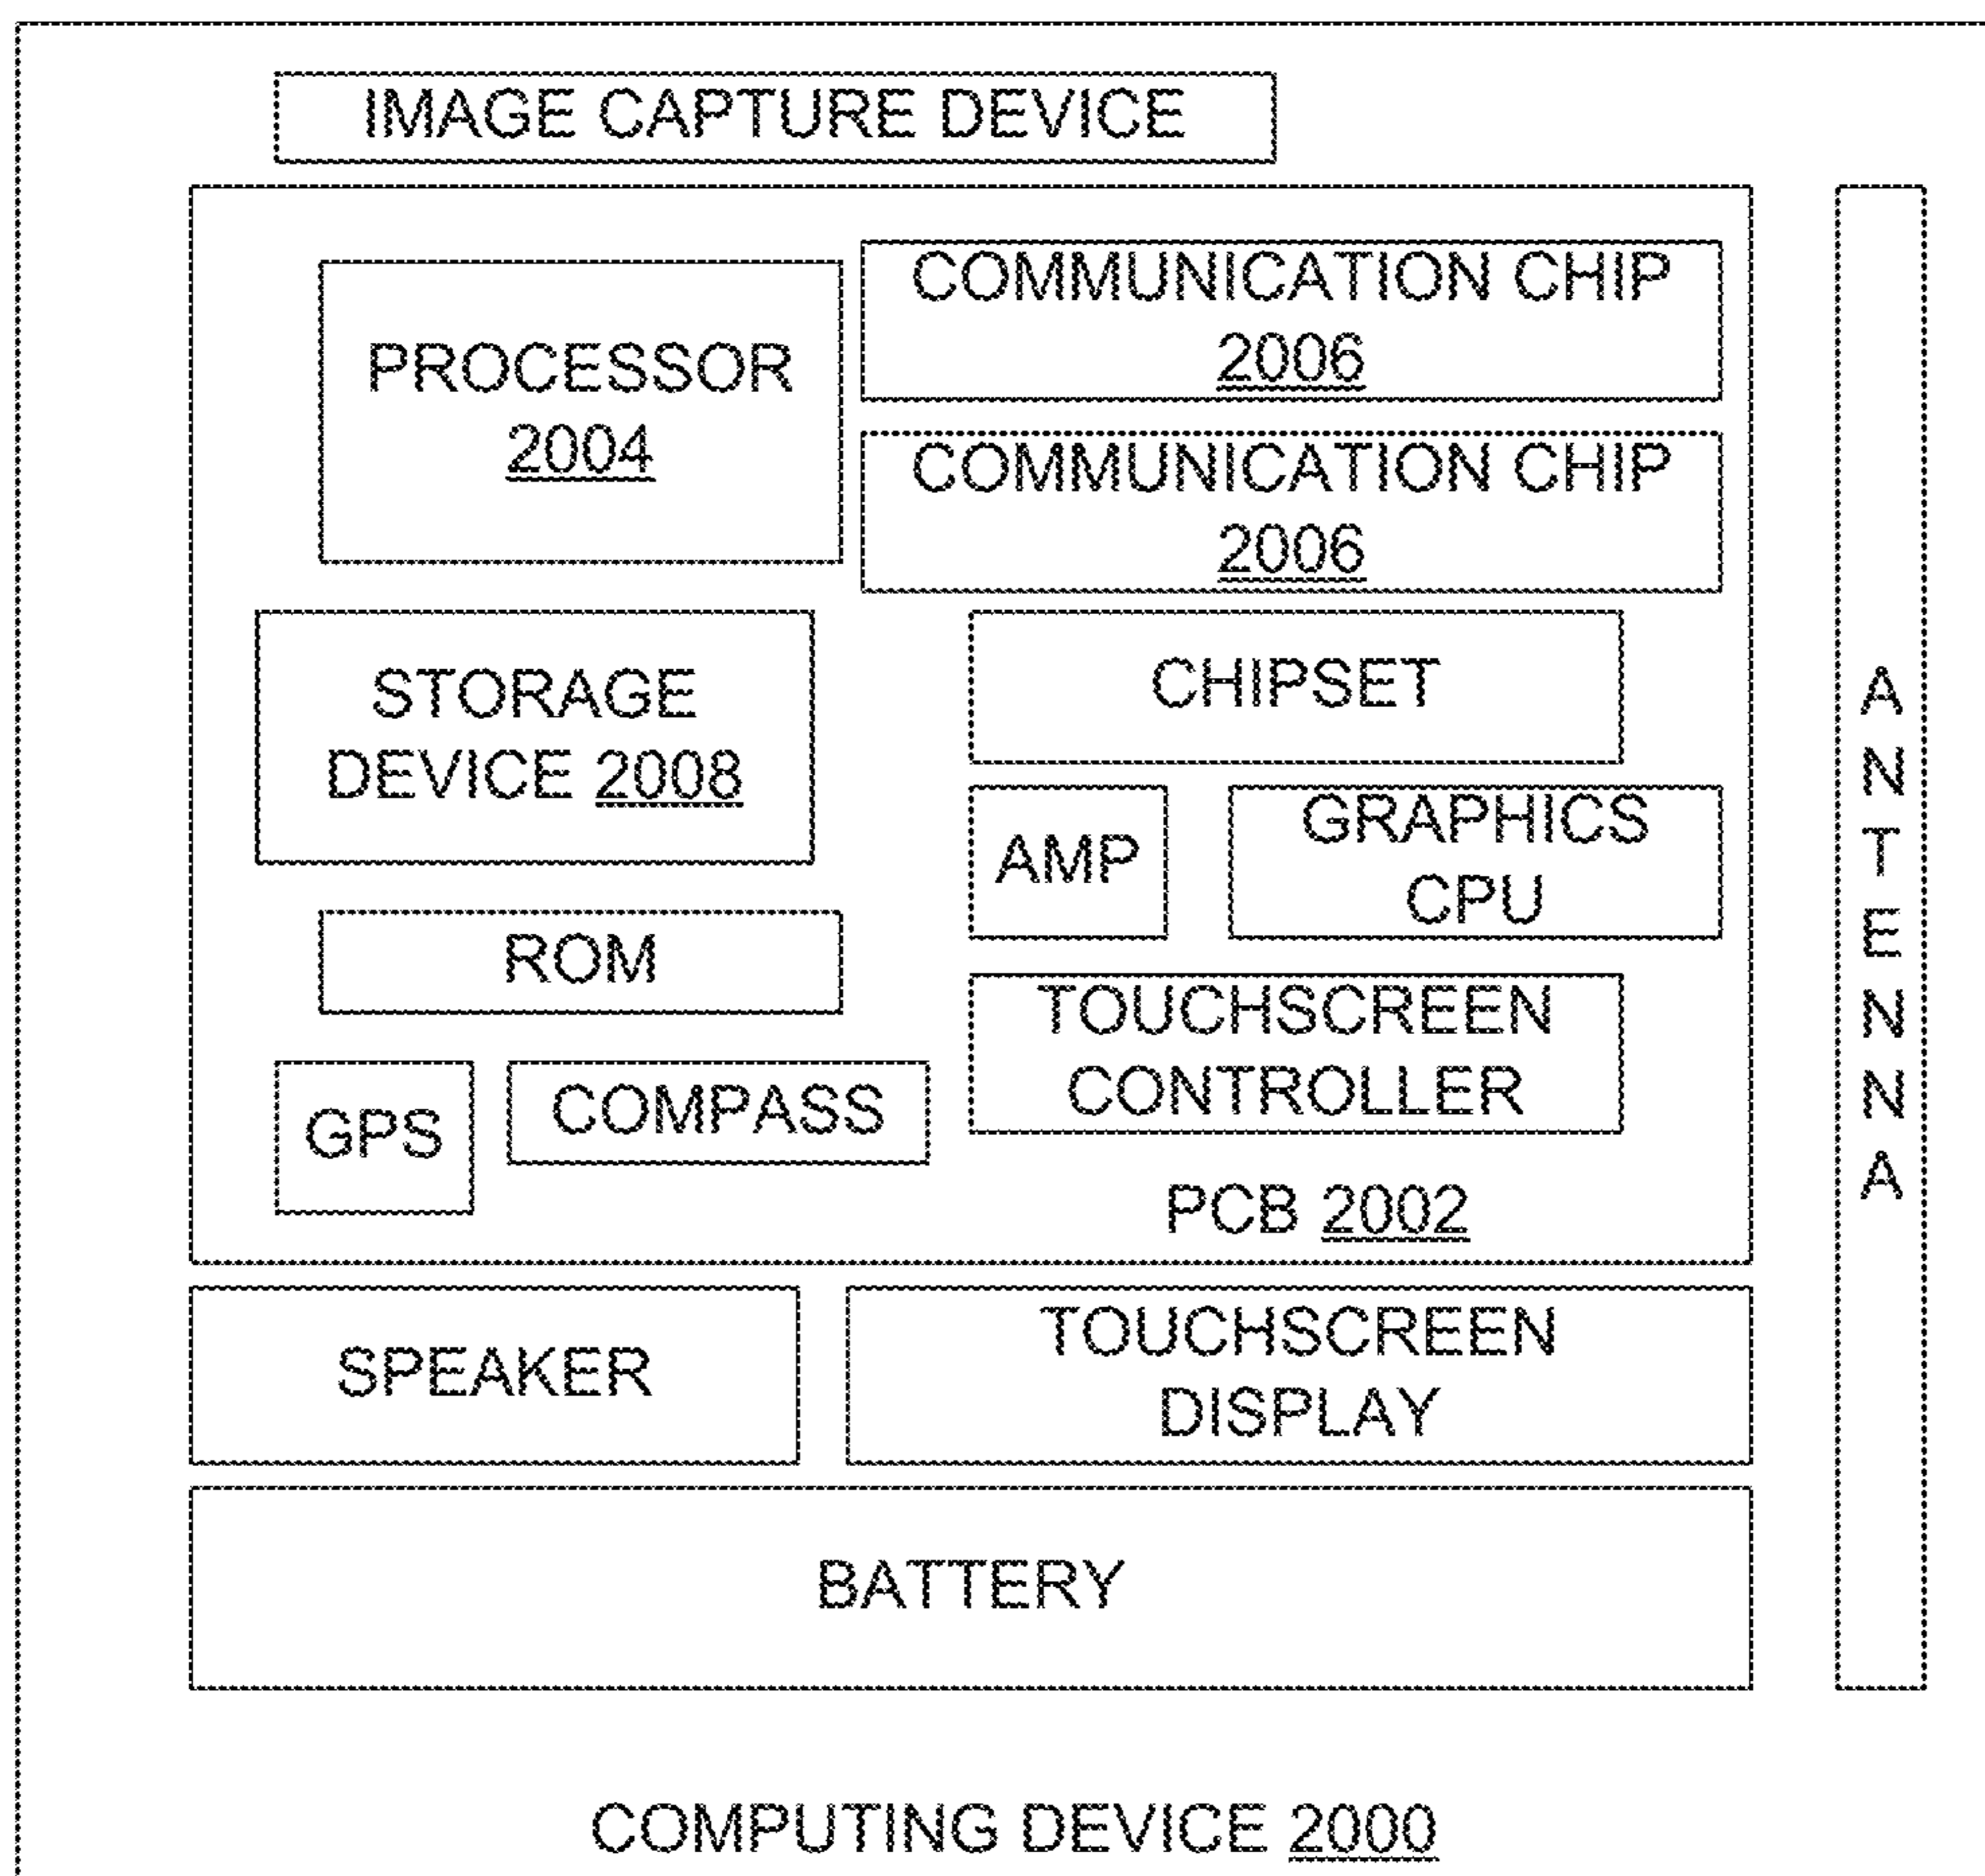 IMAGE CAPTURE DEVICE
PROCESSOR
2004
COMMUNICATION CHIP
2006
COMMUNICATION CHIP
2006
STORAGE
DEVICE 2008
CHIPSET
AMP
GRAPHICS
CPU
ROM
TOUCHSCREEN
CONTROLLER
GPS
COMPASS
PCB 2002
SPEAKER
TOUCHSCREEN
DISPLAY
BATTERY
ANTENNA
COMPUTING DEVICE 2000